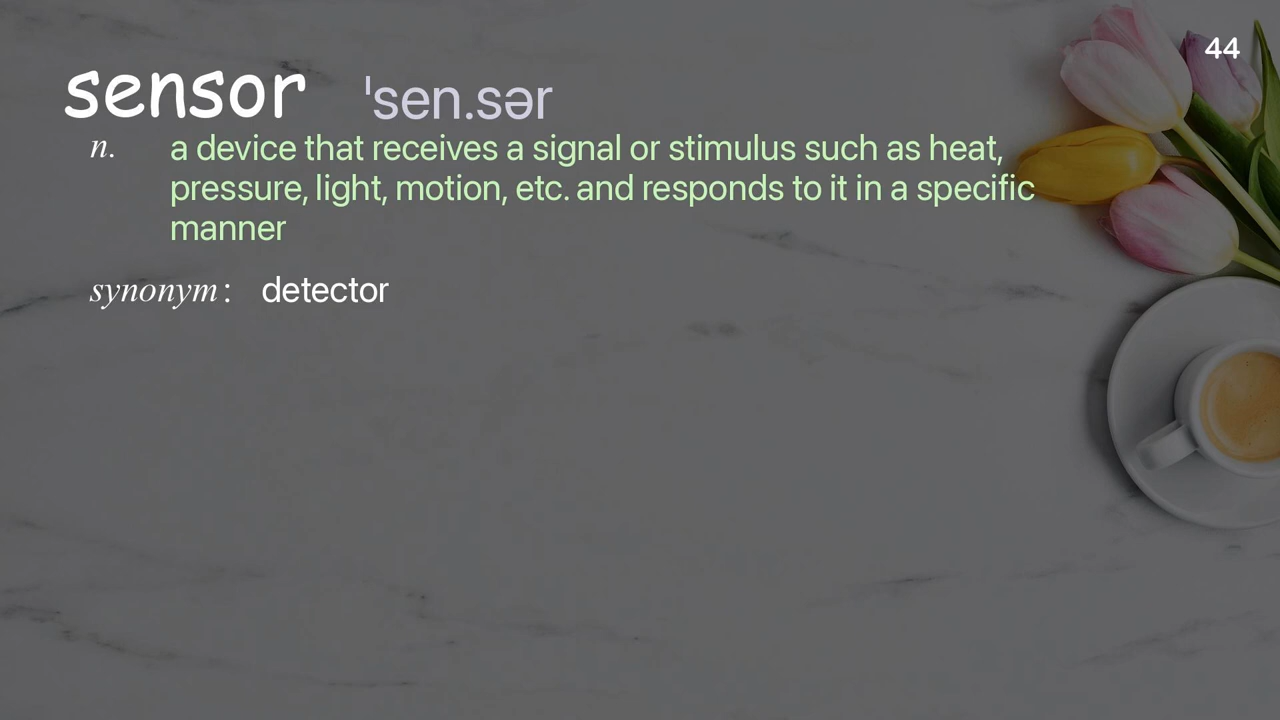 44
sensor ˈsen.sər
n. a device that receives a signal or stimulus such as heat,
pressure, light, motion, etc. and responds to it in a specific
manner
synonym: detector